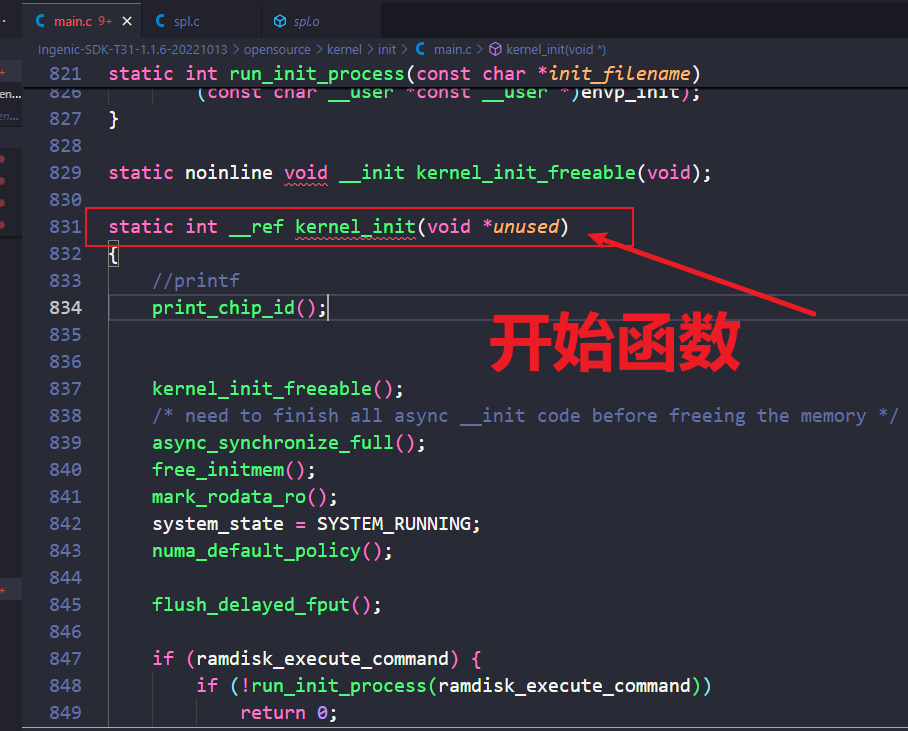 main.c 9+
spl.c
spl.o
Ingenic-SDK-T31-1.1.6-20221013 > opensource > kernel > init > main.c > kernel_init(void *)
821 static int run_init_process(const char *init_filename)
826 (const char __user *const __user *)envp_init);
827 }
828
829 static noinline void __init kernel_init_freeable(void);
830
831 static int __ref kernel_init(void *unused)
832 {
833 //printf
834 print_chip_id();
835
836
837 kernel_init_freeable();
838 /* need to finish all async __init code before freeing the memory */
839 async_synchronize_full();
840 free_initmem();
841 mark_rodata_ro();
842 system_state = SYSTEM_RUNNING;
843 numa_default_policy();
844
845 flush_delayed_fput();
846
847 if (ramdisk_execute_command) {
848 if (!run_init_process(ramdisk_execute_command))
849 return 0;
开始函数
en...
en...